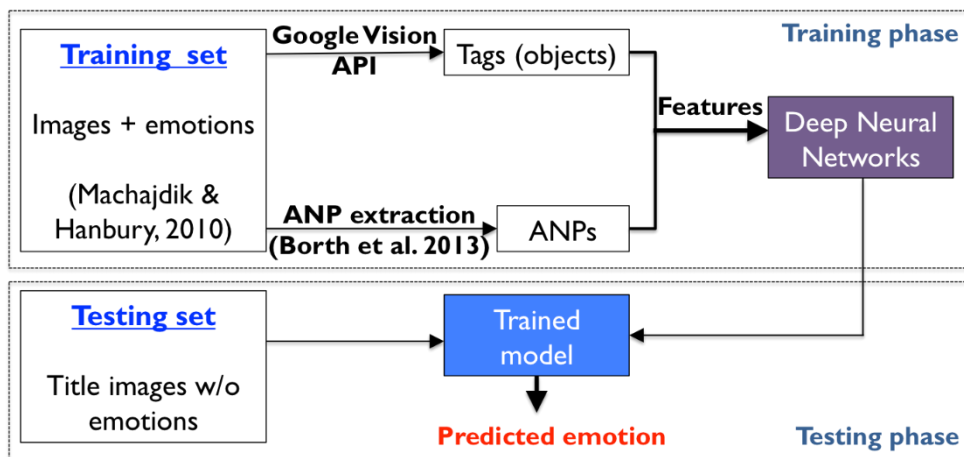 Training phase
Training set
Images + emotions
(Machajdik &
Hanbury, 2010)
Google Vision
API
Tags (objects)
ANP extraction
(Borth et al. 2013)
ANPs
Features
Deep Neural
Networks
Testing set
Title images w/o
emotions
Trained
model
Predicted emotion
Testing phase